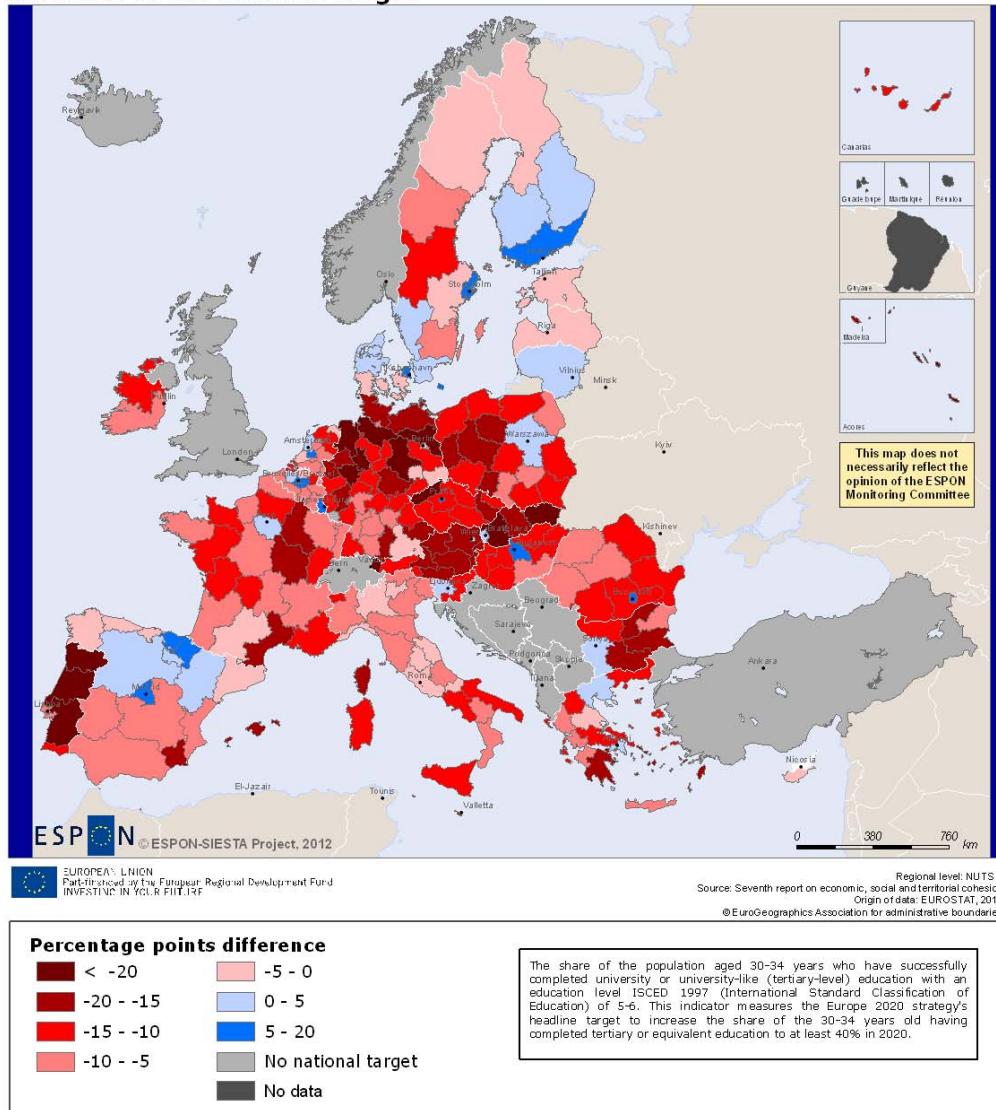 Reykjavik
Oslo
Stockholm
Tallinn
Riga
København
Vilnius
Minsk
Dublin
London
Amsterdam
Berlin
Warszawa
Kyiv
Praha
Kishinev
Bern
Vaduz
Zagreb
Beograd
Bucuresti
Sarajevo
Podgorica
Skopje
Sofia
Tirana
Ankara
Roma
Madrid
Lisboa
El-Jazair
Tounis
Valletta
Nicosia
Canarias
Guadeloupe
Martinique
Réunion
Guyane
Madeira
Acores
This map does not
necessarily reflect the
opinion of the ESPON
Monitoring Committee
ESPON © ESPON-SIESTA Project, 2012
0 380 760
km
EUROPEAN UNION
Part-financed by the European Regional Development Fund
INVESTING IN YOUR FUTURE
Regional level: NUTS
Source: Seventh report on economic, social and territorial cohesio
Origin of data: EUROSTAT, 201
© EuroGeographics Association for administrative boundarie
Percentage points difference
< -20
-20 - -15
-15 - -10
-10 - -5
-5 - 0
0 - 5
5 - 20
No national target
No data
The share of the population aged 30-34 years who have successfully
completed university or university-like (tertiary-level) education with an
education level ISCED 1997 (International Standard Classification of
Education) of 5-6. This indicator measures the Europe 2020 strategy's
headline target to increase the share of the 30-34 years old having
completed tertiary or equivalent education to at least 40% in 2020.